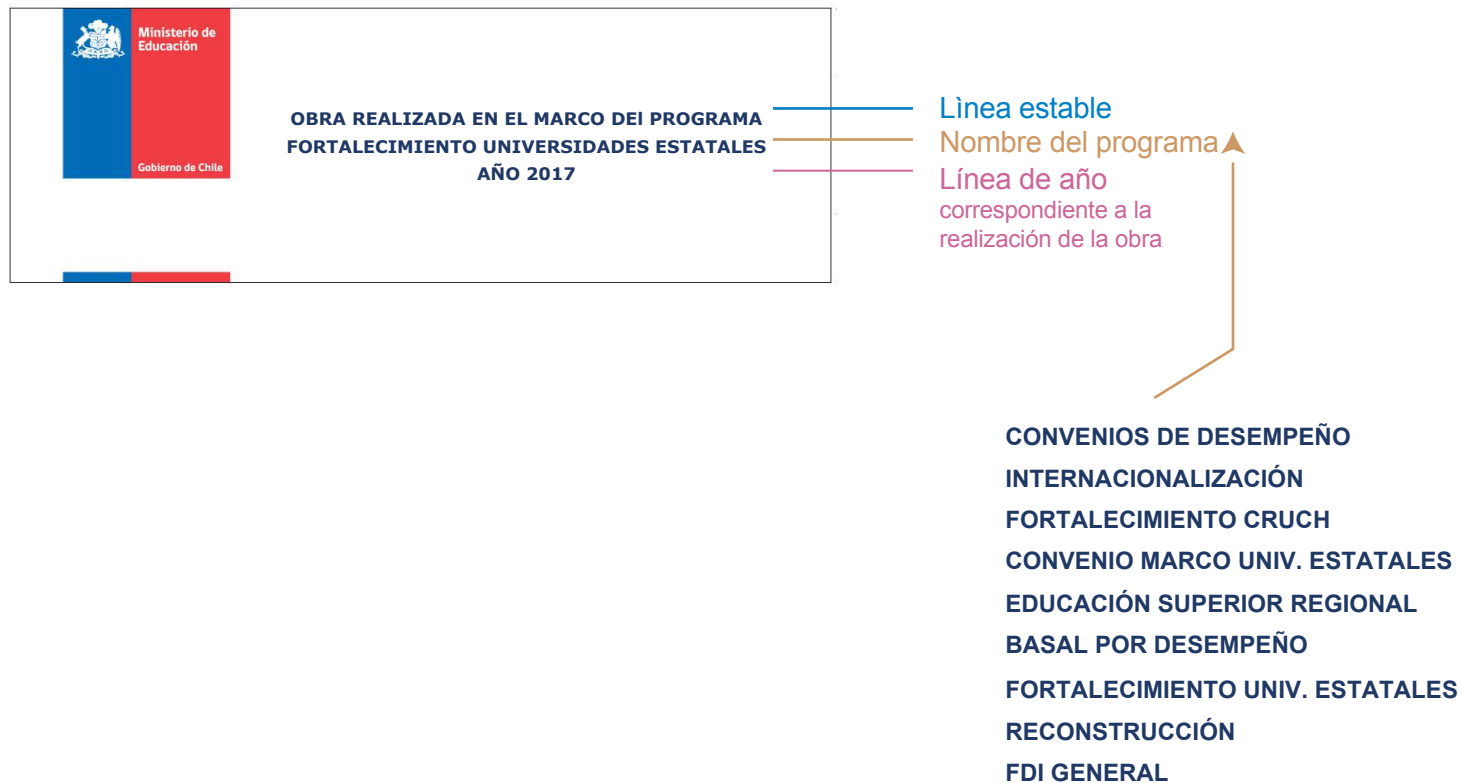 Ministerio de
Educación
Gobierno de Chile
OBRA REALIZADA EN EL MARCO DEl PROGRAMA
FORTALECIMIENTO UNIVERSIDADES ESTATALES
AÑO 2017
Lìnea estable
Nombre del programa
Línea de año
correspondiente a la
realización de la obra
CONVENIOS DE DESEMPEÑO
INTERNACIONALIZACIÓN
FORTALECIMIENTO CRUCH
CONVENIO MARCO UNIV. ESTATALES
EDUCACIÓN SUPERIOR REGIONAL
BASAL POR DESEMPEÑO
FORTALECIMIENTO UNIV. ESTATALES
RECONSTRUCCIÓN
FDI GENERAL